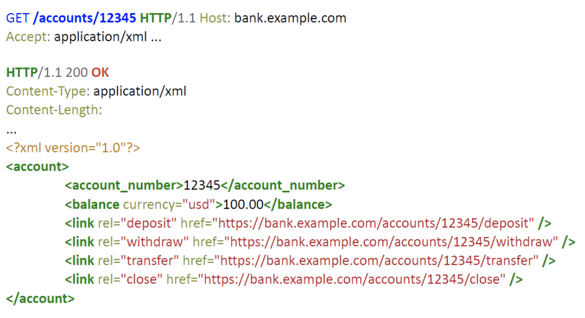 GET /accounts/12345 HTTP/1.1 Host: bank.example.com
Accept: application/xml ...
HTTP/1.1 200 OK
Content-Type: application/xml
Content-Length:
...
<?xml version="1.0"?>
<account>
<account_number>12345</account_number>
<balance currency="usd">100.00</balance>
<link rel="deposit" href="https://bank.example.com/accounts/12345/deposit" />
<link rel="withdraw" href="https://bank.example.com/accounts/12345/withdraw" />
<link rel="transfer" href="https://bank.example.com/accounts/12345/transfer" />
<link rel="close" href="https://bank.example.com/accounts/12345/close" />
</account>